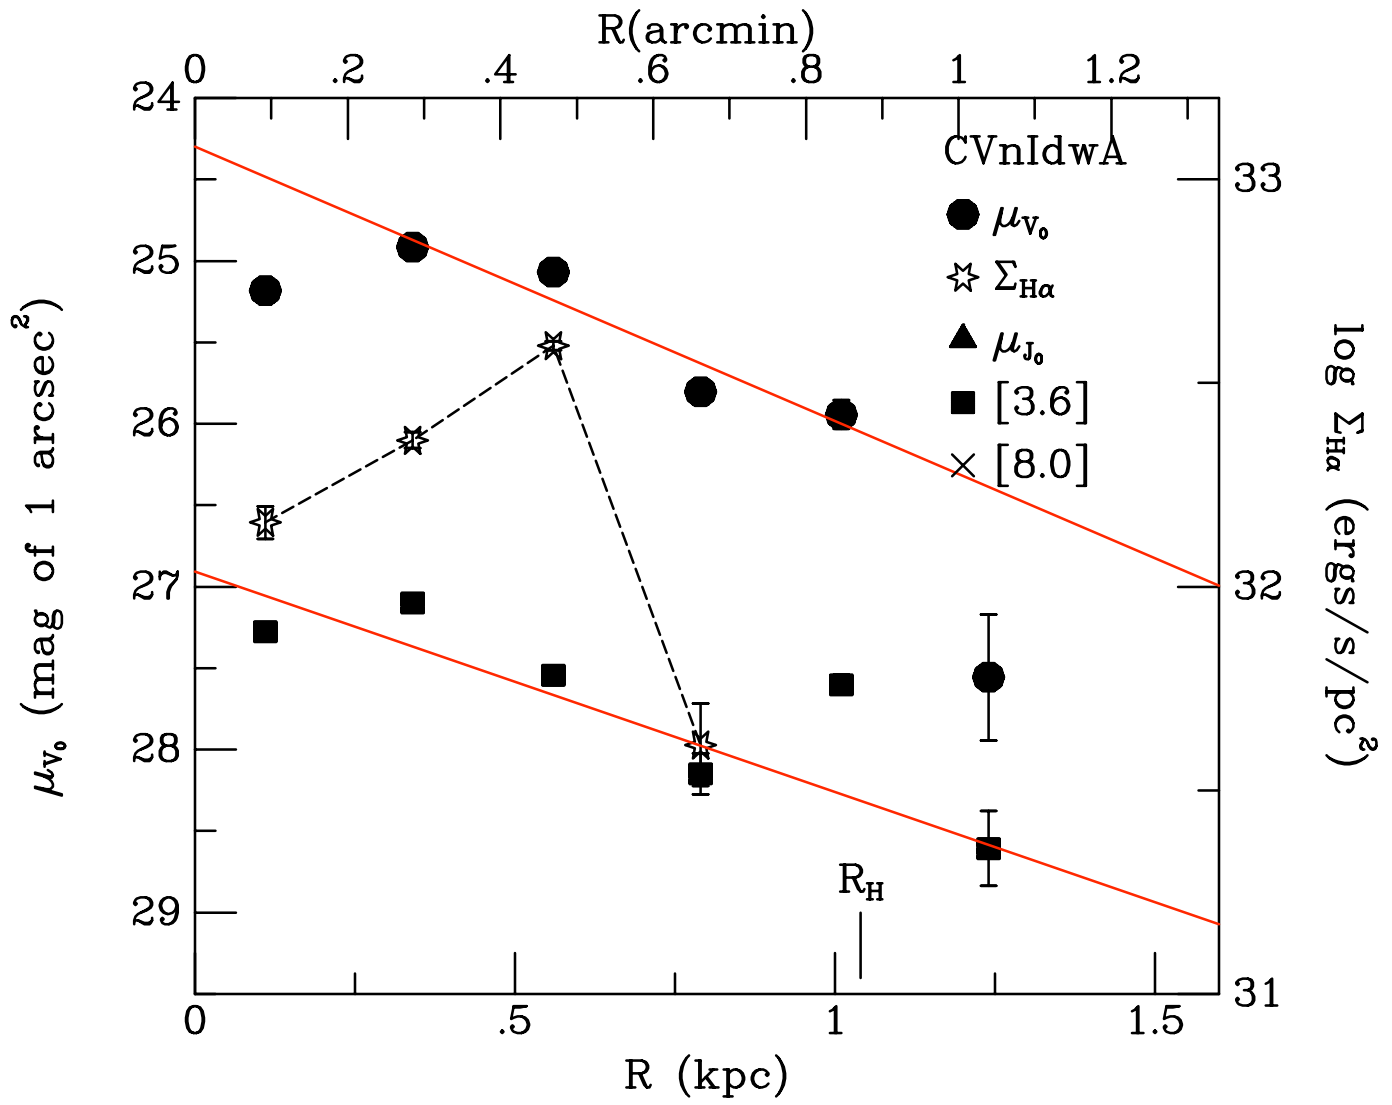 R(arcmin)
0 .2 .4 .6 .8 1 1.2
24
25
26
27
28
29
μV₀ (mag of 1 arcsec²)
CVnIdwA
μV₀
ΣHα
μJ₀
[3.6]
[8.0]
RH
33
32
31
log ΣHα (ergs/s/pc²)
0 .5 1 1.5
R (kpc)